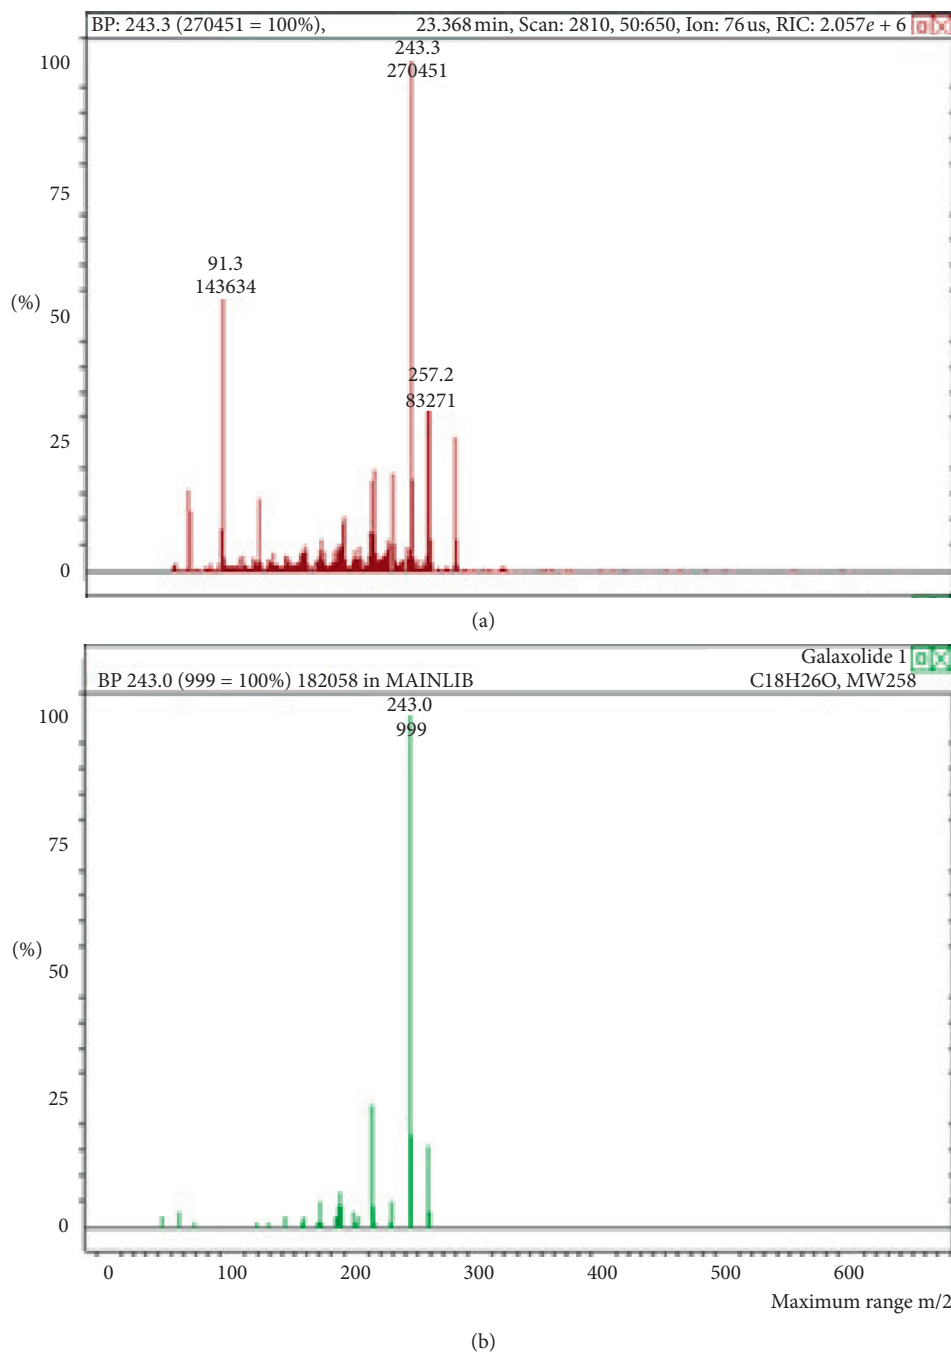 BP: 243.3 (270451 = 100%), 23.368 min, Scan: 2810, 50:650, Ion: 76 us, RIC: 2.057e + 6
243.3
270451
100
75
91.3
143634
(%)
50
257.2
83271
25
0
(a)
Galaxolide 1
BP 243.0 (999 = 100%) 182058 in MAINLIB C18H26O, MW258
243.0
999
100
75
(%)
50
25
0
0 100 200 300 400 500 600
Maximum range m/2
(b)